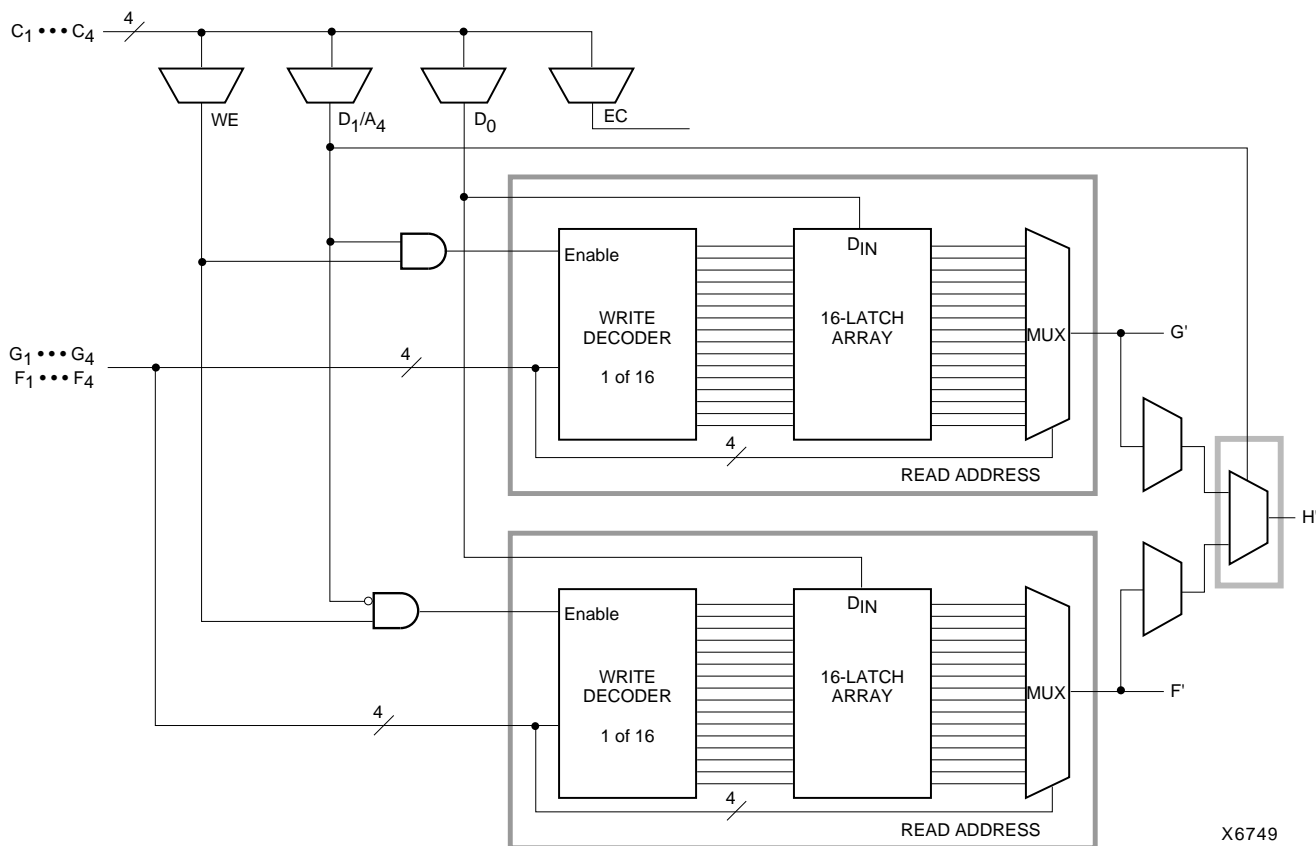 C1 ••• C4
4
WE
D1/A4
D0
EC
Enable
WRITE
DECODER
1 of 16
DIN
16-LATCH
ARRAY
MUX
G'
G1 ••• G4
F1 ••• F4
4
4
READ ADDRESS
H'
Enable
WRITE
DECODER
1 of 16
DIN
16-LATCH
ARRAY
MUX
F'
4
4
READ ADDRESS
X6749